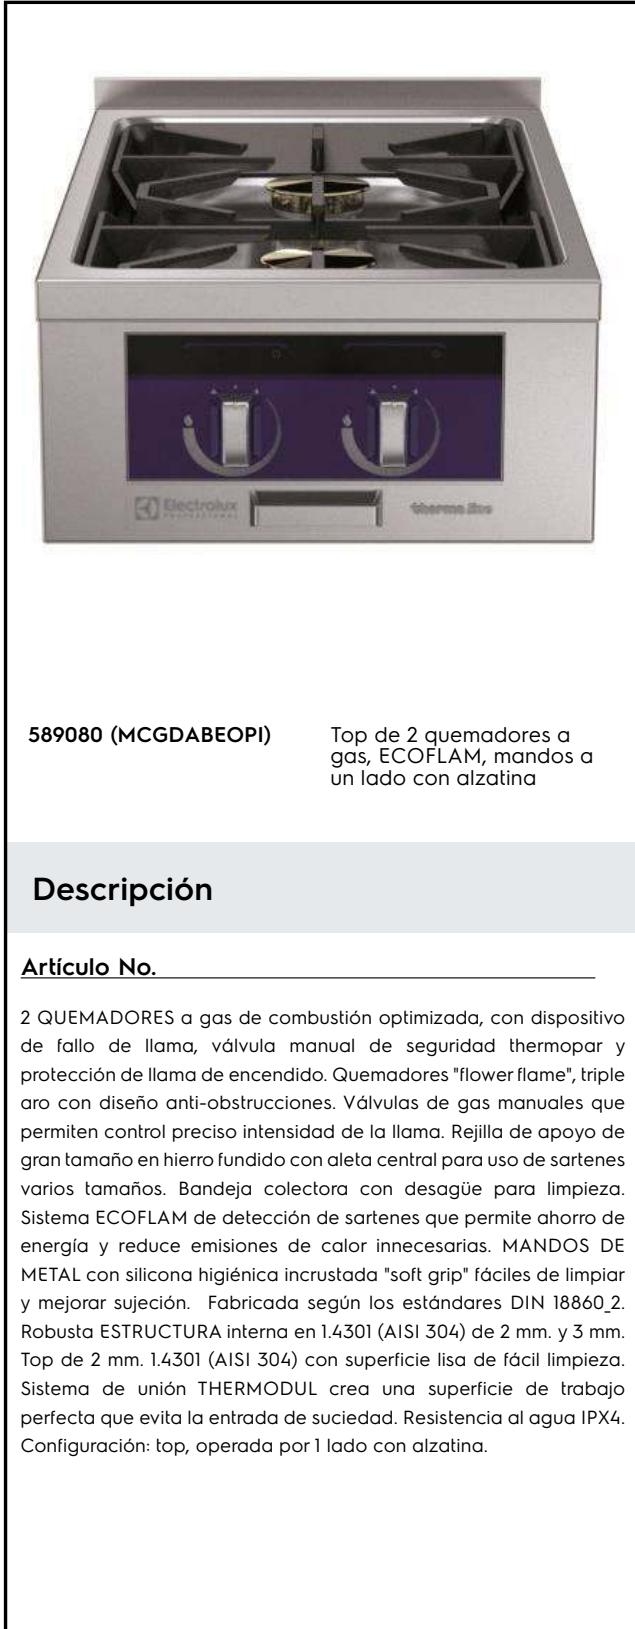 Electrolux
PROFESSIONAL
thermaline
589080 (MCGDABEOPI)
Top de 2 quemadores a
gas, ECOFLAM, mandos a
un lado con alzatina
Descripción
Artículo No.
2 QUEMADORES a gas de combustión optimizada, con dispositivo
de fallo de llama, válvula manual de seguridad thermopar y
protección de llama de encendido. Quemadores "flower flame", triple
aro con diseño anti-obstrucciones. Válvulas de gas manuales que
permiten control preciso intensidad de la llama. Rejilla de apoyo de
gran tamaño en hierro fundido con aleta central para uso de sartenes
varios tamaños. Bandeja colectora con desagüe para limpieza.
Sistema ECOFLAM de detección de sartenes que permite ahorro de
energía y reduce emisiones de calor innecesarias. MANDOS DE
METAL con silicona higiénica incrustada "soft grip" fáciles de limpiar
y mejorar sujeción. Fabricada según los estándares DIN 18860_2.
Robusta ESTRUCTURA interna en 1.4301 (AISI 304) de 2 mm. y 3 mm.
Top de 2 mm. 1.4301 (AISI 304) con superficie lisa de fácil limpieza.
Sistema de unión THERMODUL crea una superficie de trabajo
perfecta que evita la entrada de suciedad. Resistencia al agua IPX4.
Configuración: top, operada por 1 lado con alzatina.